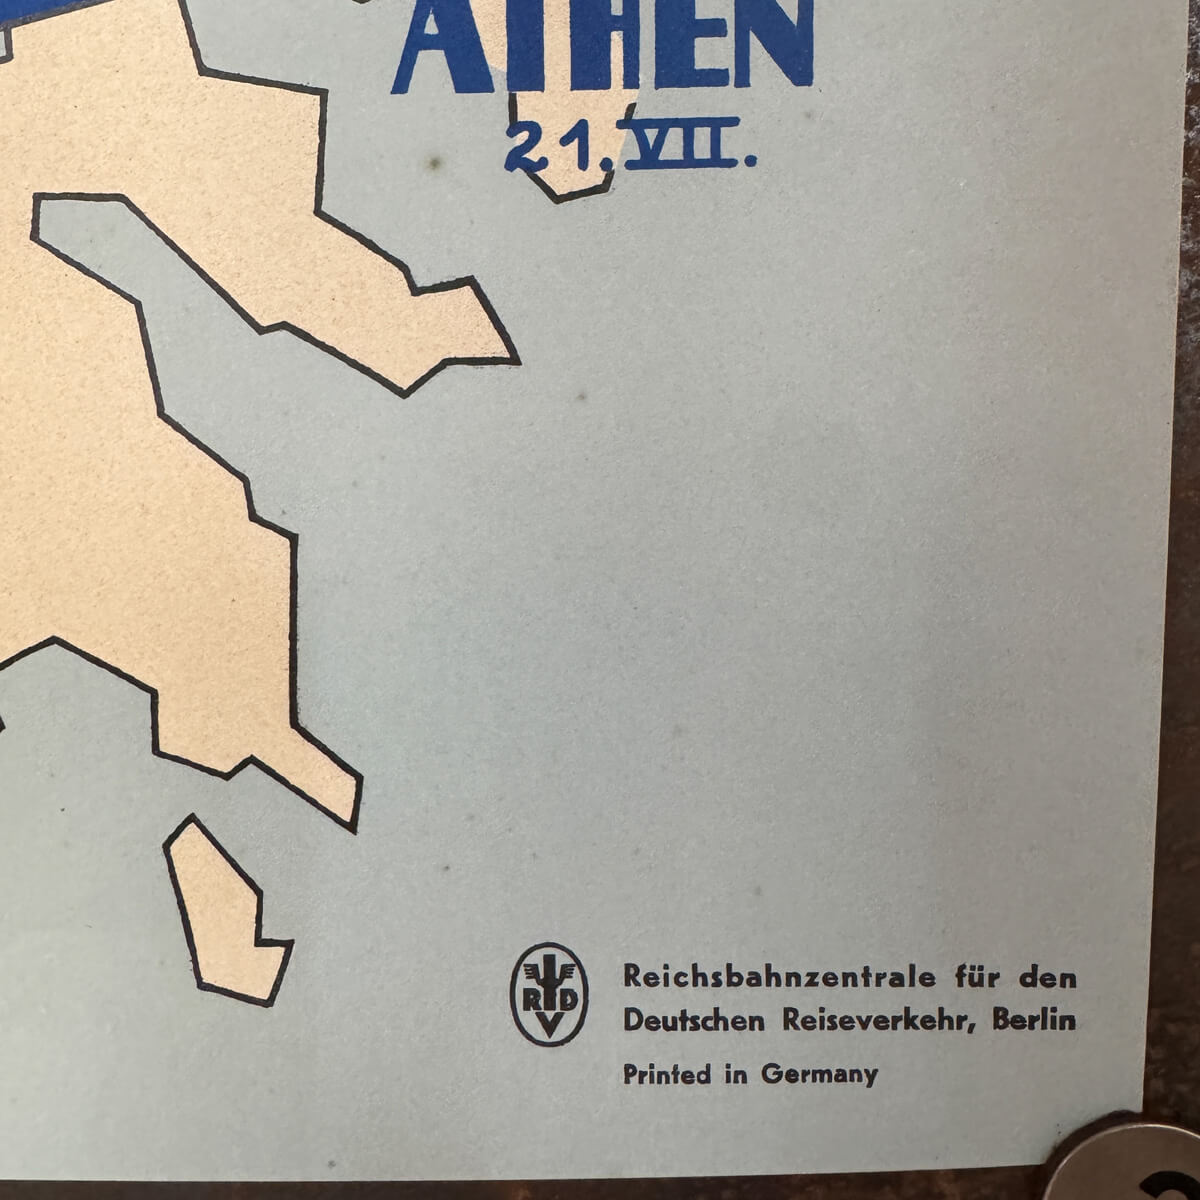 ATHEN
21.VII.
RDV
Reichsbahnzentrale für den
Deutschen Reiseverkehr, Berlin
Printed in Germany